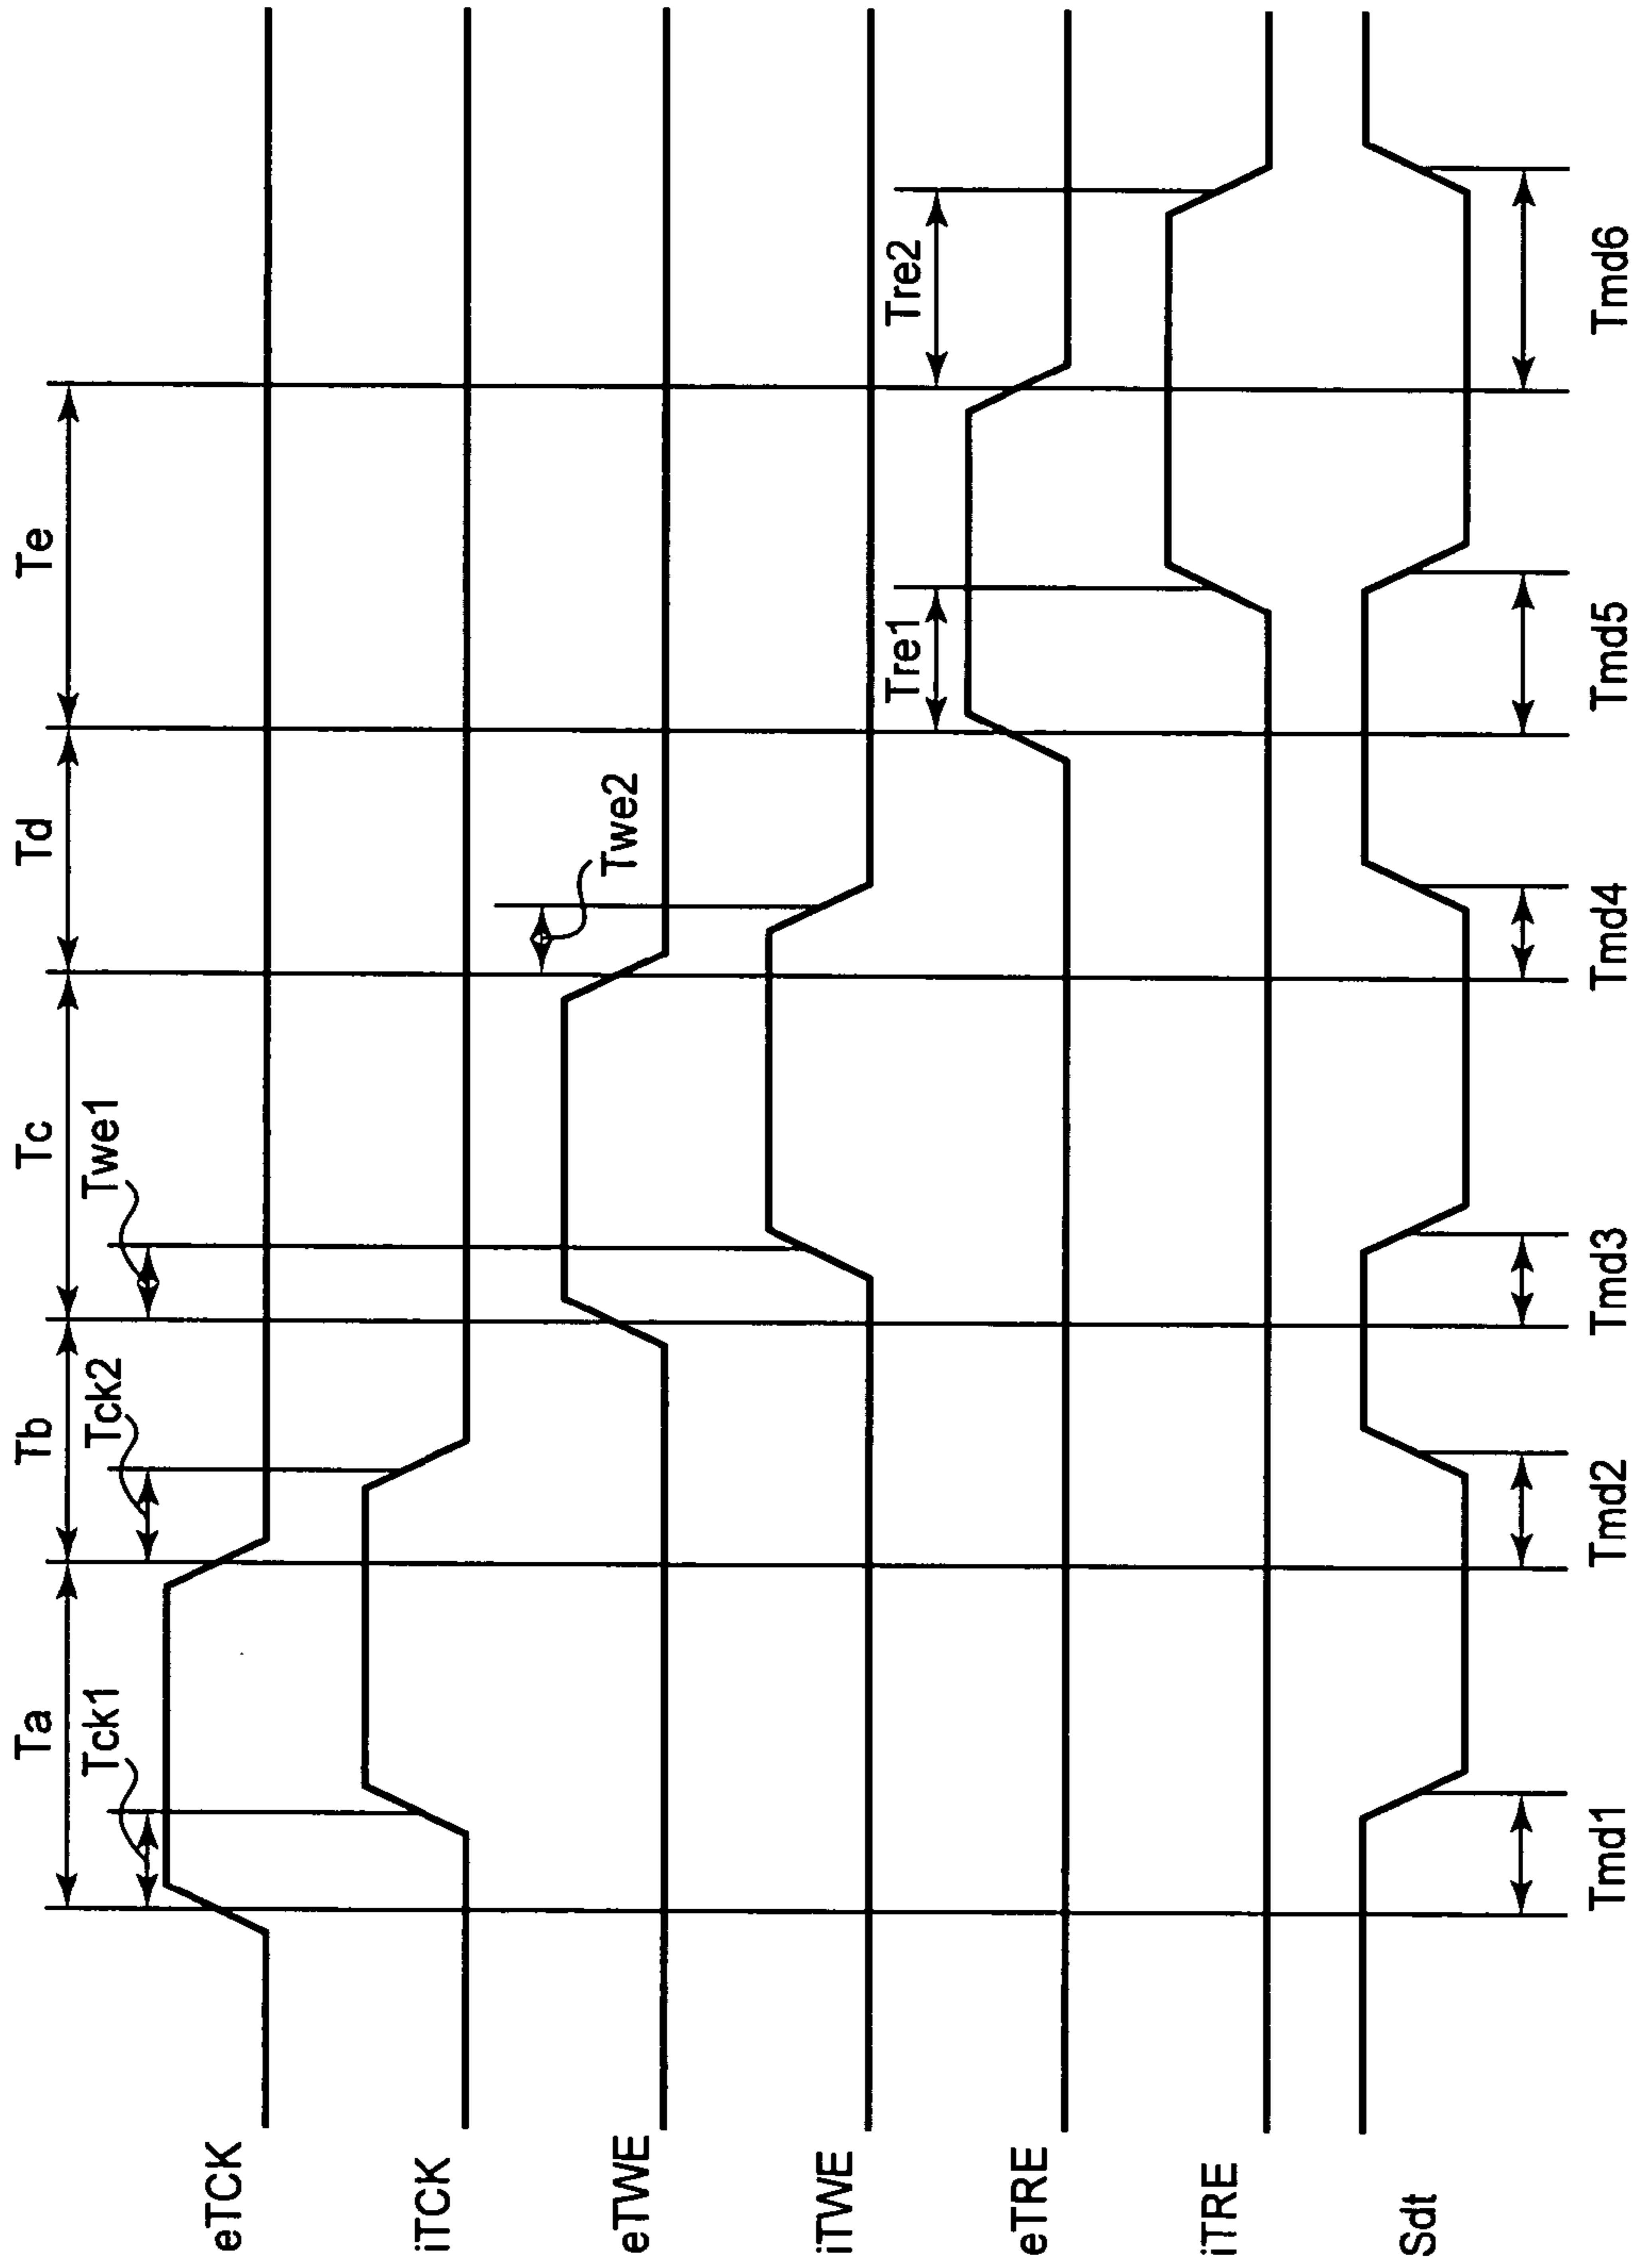 Ta Tb Tc Td Te
Tck1 Tck2 Twe1
eTCK
iTCK
Twe2
eTWE
iTWE
Tre1 Tre2
eTRE
iTRE
Sdt
Tmd1 Tmd2 Tmd3 Tmd4 Tmd5 Tmd6